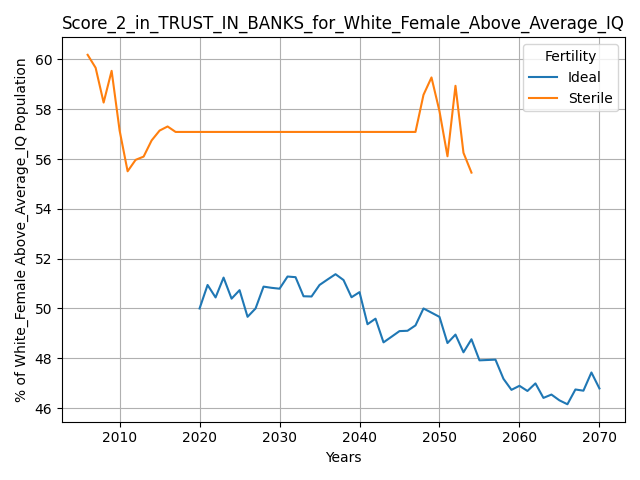 Score_2_in_TRUST_IN_BANKS_for_White_Female_Above_Average_IQ
% of White_Female Above_Average_IQ Population
60
58
56
54
52
50
48
46
Fertility
Ideal
Sterile
2010 2020 2030 2040 2050 2060 2070
Years